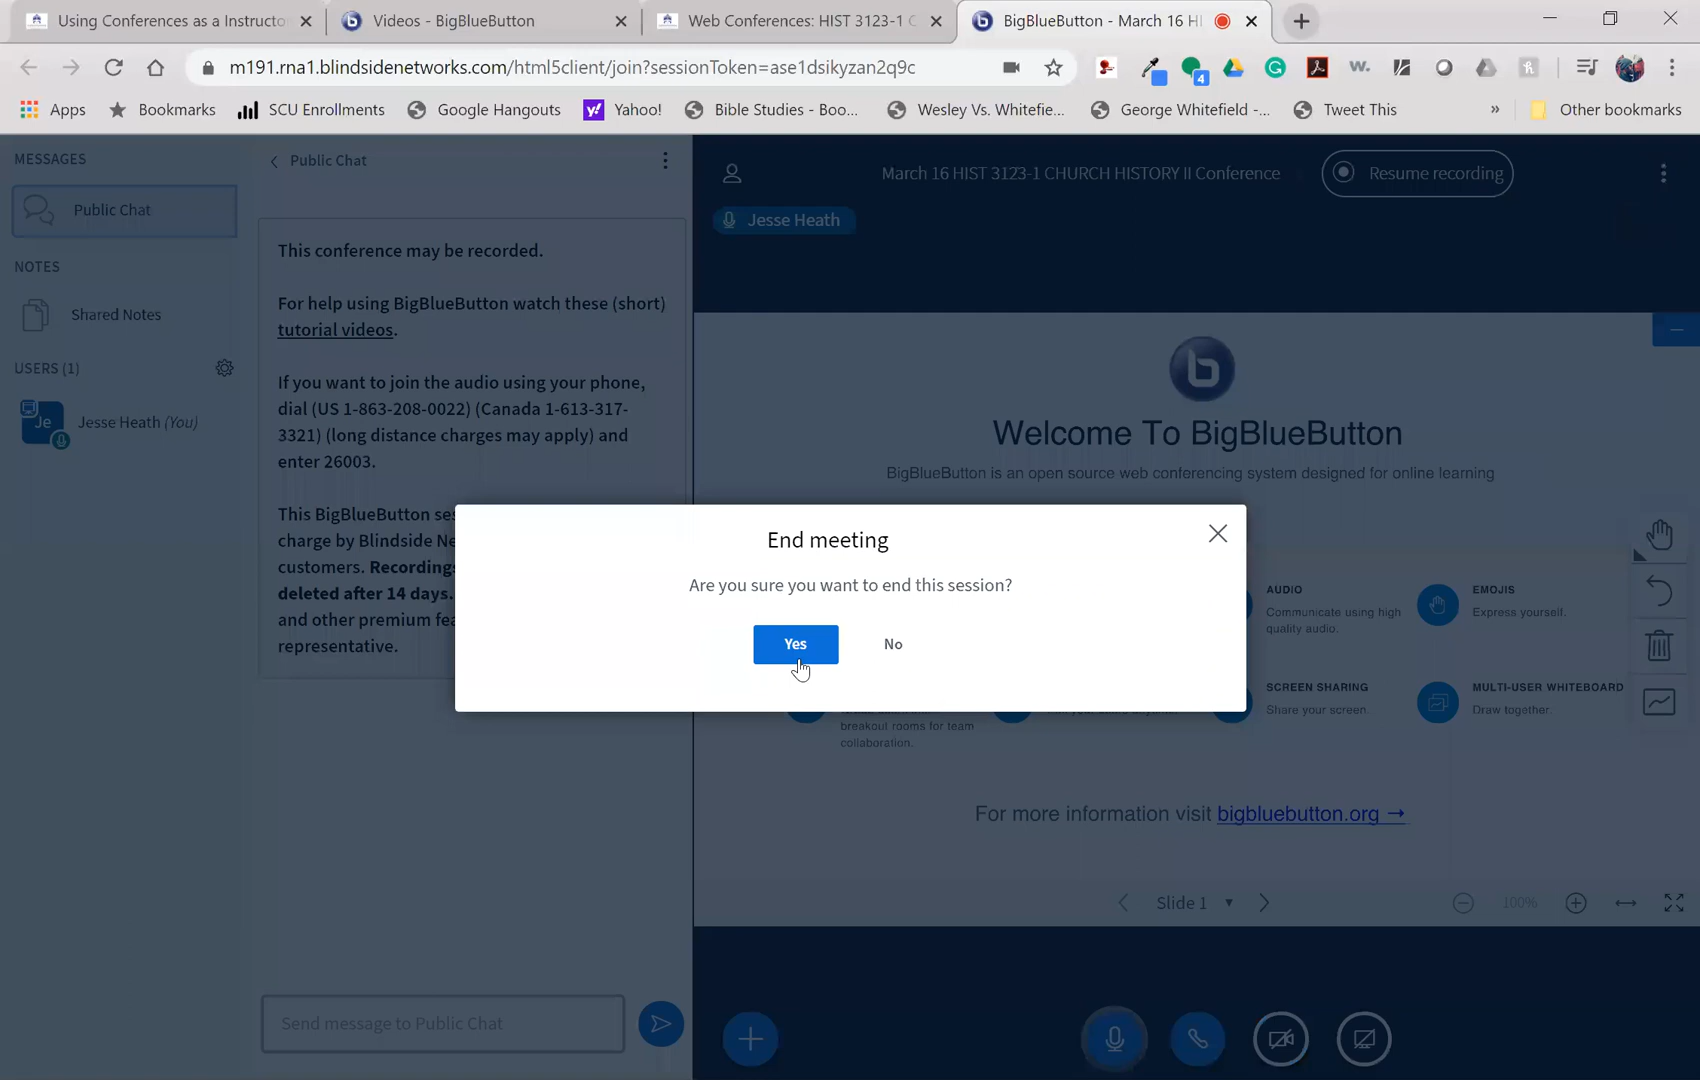 Using Conferences as a Instructo
Videos - BigBlueButton
Web Conferences: HIST 3123-1 C
BigBlueButton - March 16 HI
m191.rna1.blindsidenetworks.com/html5client/join?sessionToken=ase1dsikyzan2q9c
4
w.
Apps
Bookmarks
SCU Enrollments
Google Hangouts
Yahoo!
Bible Studies - Boo...
Wesley Vs. Whitefie...
George Whitefield -...
Tweet This
»
Other bookmarks
MESSAGES
Public Chat
NOTES
Shared Notes
USERS (1)
Je
Jesse Heath (You)
Public Chat
This conference may be recorded.
For help using BigBlueButton watch these (short)
tutorial videos.
If you want to join the audio using your phone,
dial (US 1-863-208-0022) (Canada 1-613-317-
3321) (long distance charges may apply) and
enter 26003.
This BigBlueButton
charge by Blindside
customers. Recordings
deleted after 14 days.
and other premium
representative.
Send message to Public Chat
March 16 HIST 3123-1 CHURCH HISTORY II Conference
Resume recording
Jesse Heath
b
Welcome To BigBlueButton
BigBlueButton is an open source web conferencing system designed for online learning
End meeting
Are you sure you want to end this session?
Yes
No
AUDIO
Communicate using high
quality audio.
EMOJIS
Express yourself.
SCREEN SHARING
Share your screen.
MULTI-USER WHITEBOARD
Draw together.
breakout rooms for team
collaboration.
For more information visit bigbluebutton.org →
Slide 1
100%